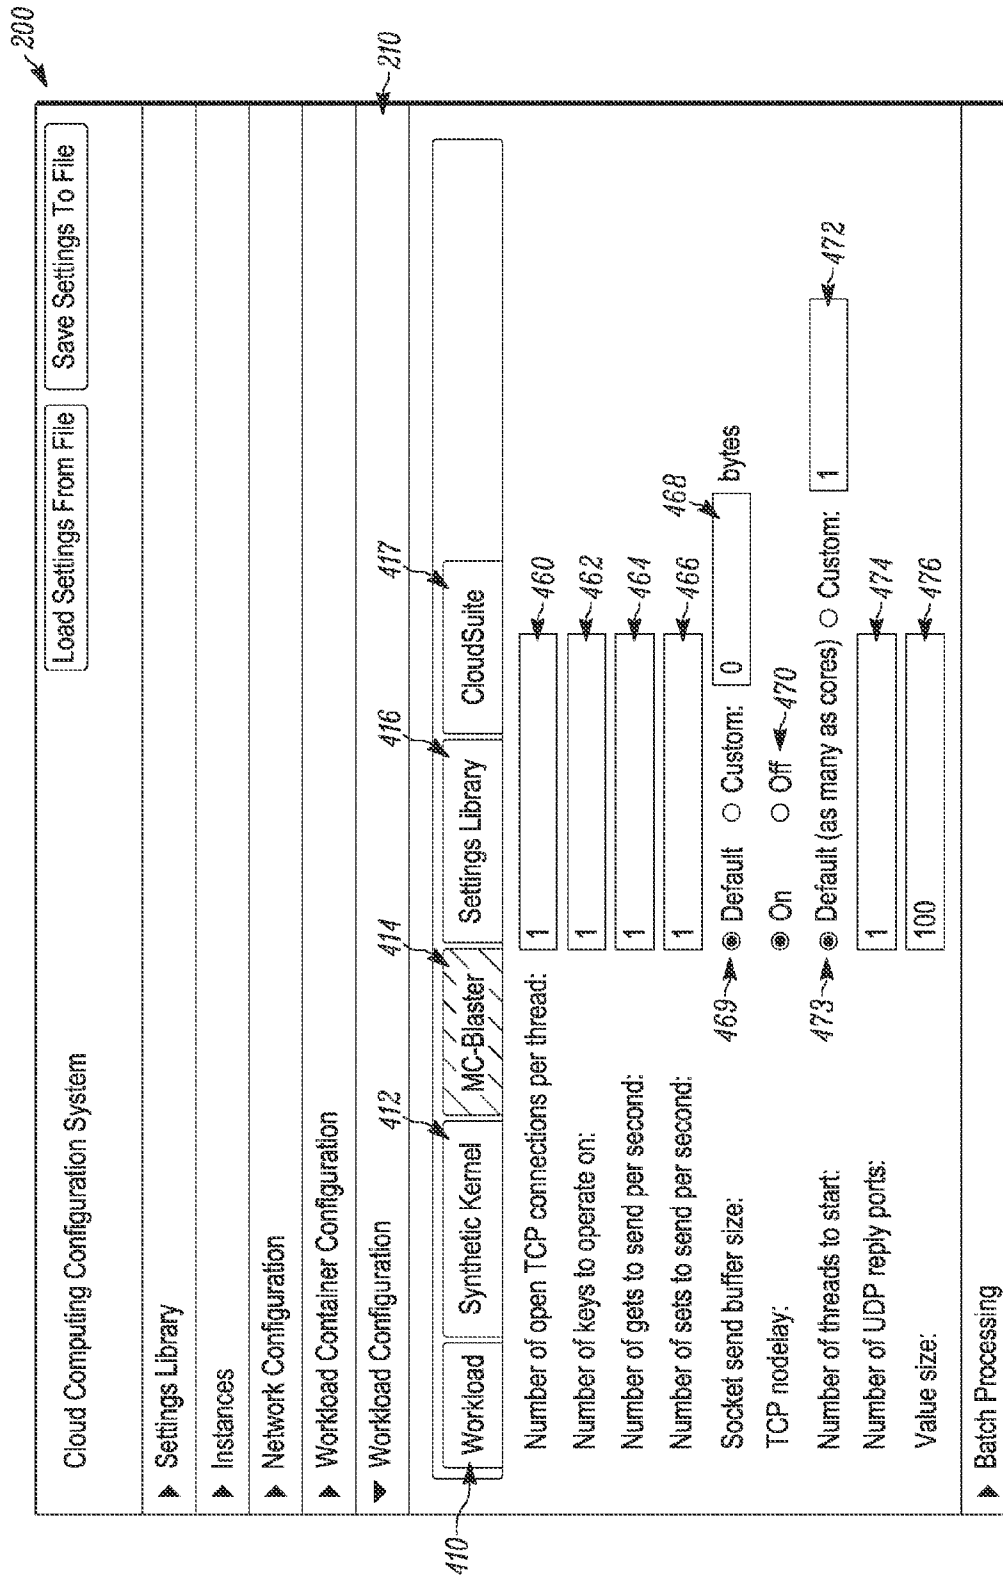 200
Cloud Computing Configuration System
Load Settings From File
Save Settings To File
Settings Library
Instances
Network Configuration
Workload Container Configuration
Workload Configuration
210
410
412
414
416
417
Workload
Synthetic Kernel
MC-Blaster
Settings Library
CloudSuite
Number of open TCP connections per thread: 1 460
Number of keys to operate on: 1 462
Number of gets to send per second: 1 464
Number of sets to send per second: 1 466
Socket send buffer size: 469 Default Custom: 0 bytes 468
TCP nodelay: On Off 470
Number of threads to start: 473 Default (as many as cores) Custom: 1 472
Number of UDP reply ports: 1 474
Value size: 100 476
Batch Processing